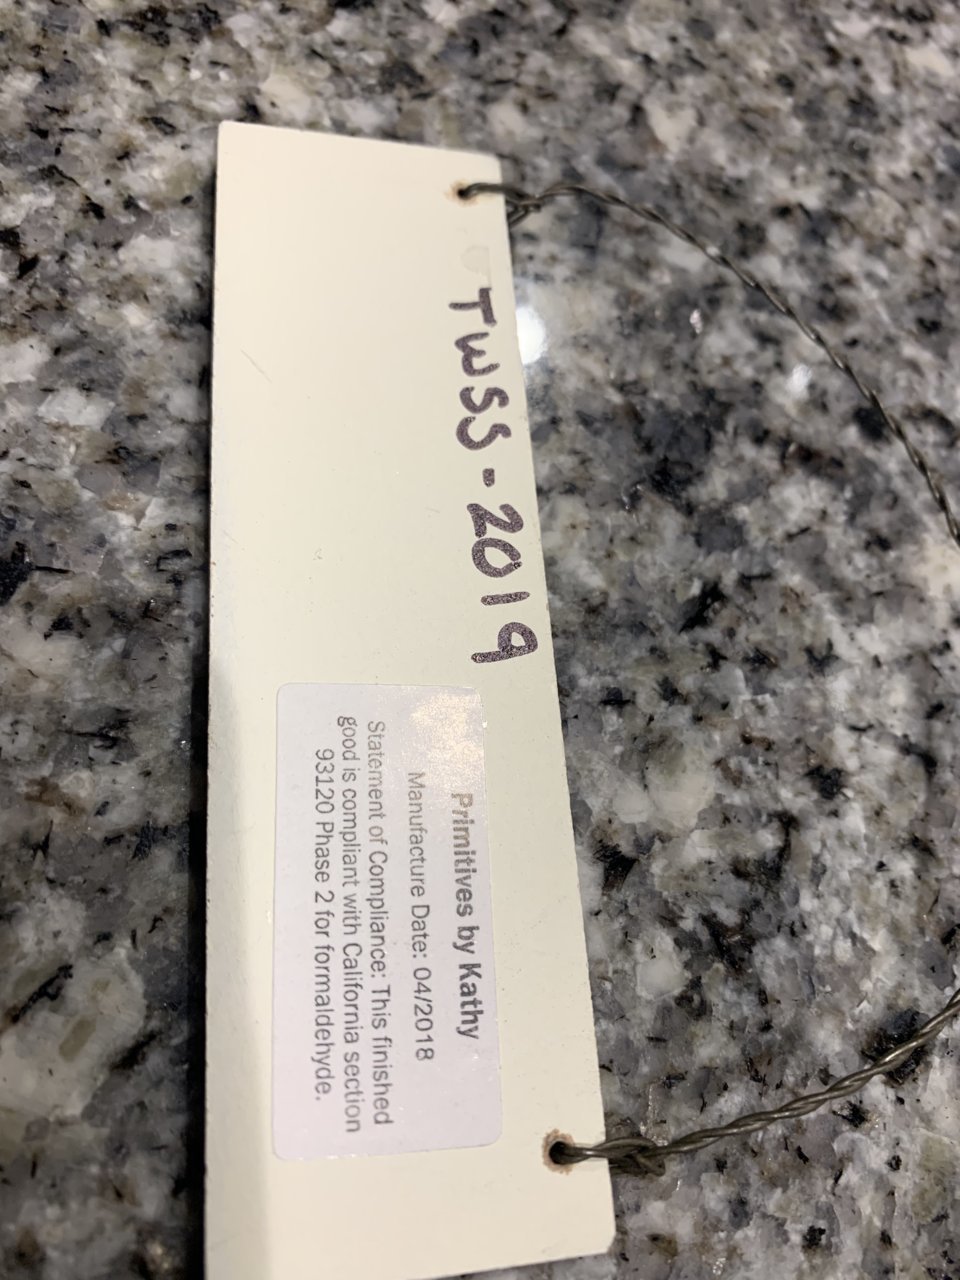 TWSS - 2019
Primitives by Kathy
Manufacture Date: 04/2018
Statement of Compliance: This finished
good is compliant with California section
93120 Phase 2 for formaldehyde.